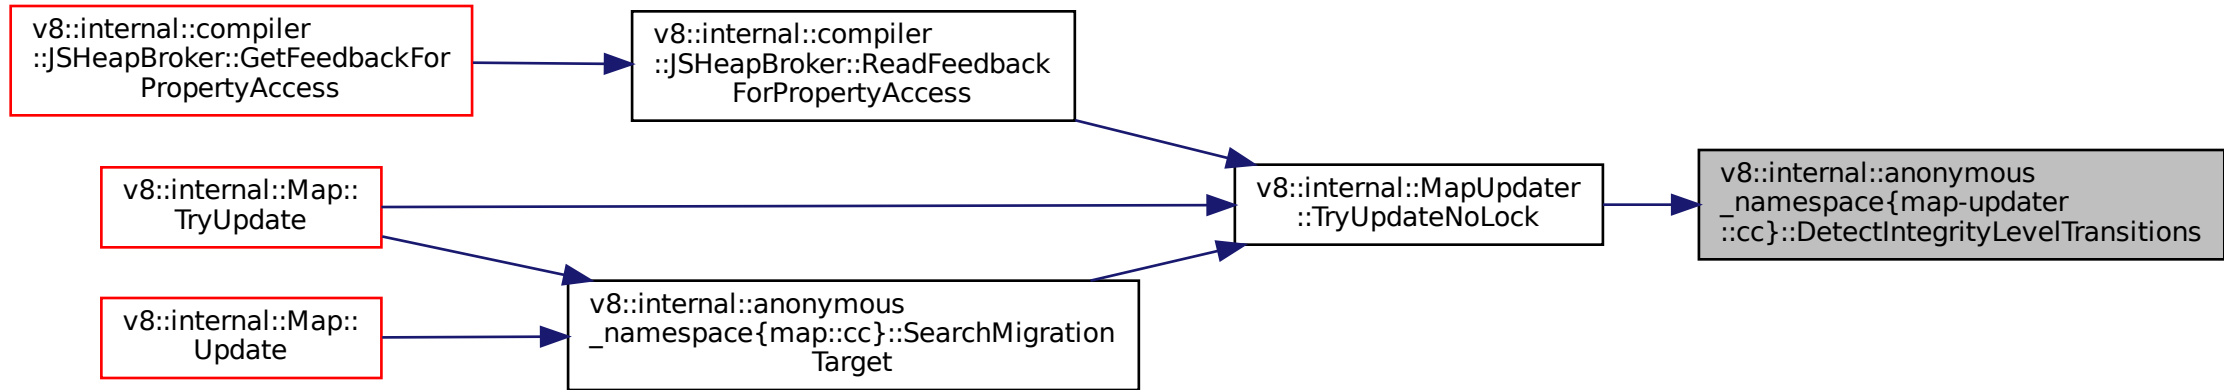 v8::internal::compiler
::JSHeapBroker::GetFeedbackFor
PropertyAccess
v8::internal::compiler
::JSHeapBroker::ReadFeedback
ForPropertyAccess
v8::internal::Map::
TryUpdate
v8::internal::Map::
Update
v8::internal::anonymous
_namespace{map::cc}::SearchMigration
Target
v8::internal::MapUpdater
::TryUpdateNoLock
v8::internal::anonymous
_namespace{map-updater
::cc}::DetectIntegrityLevelTransitions